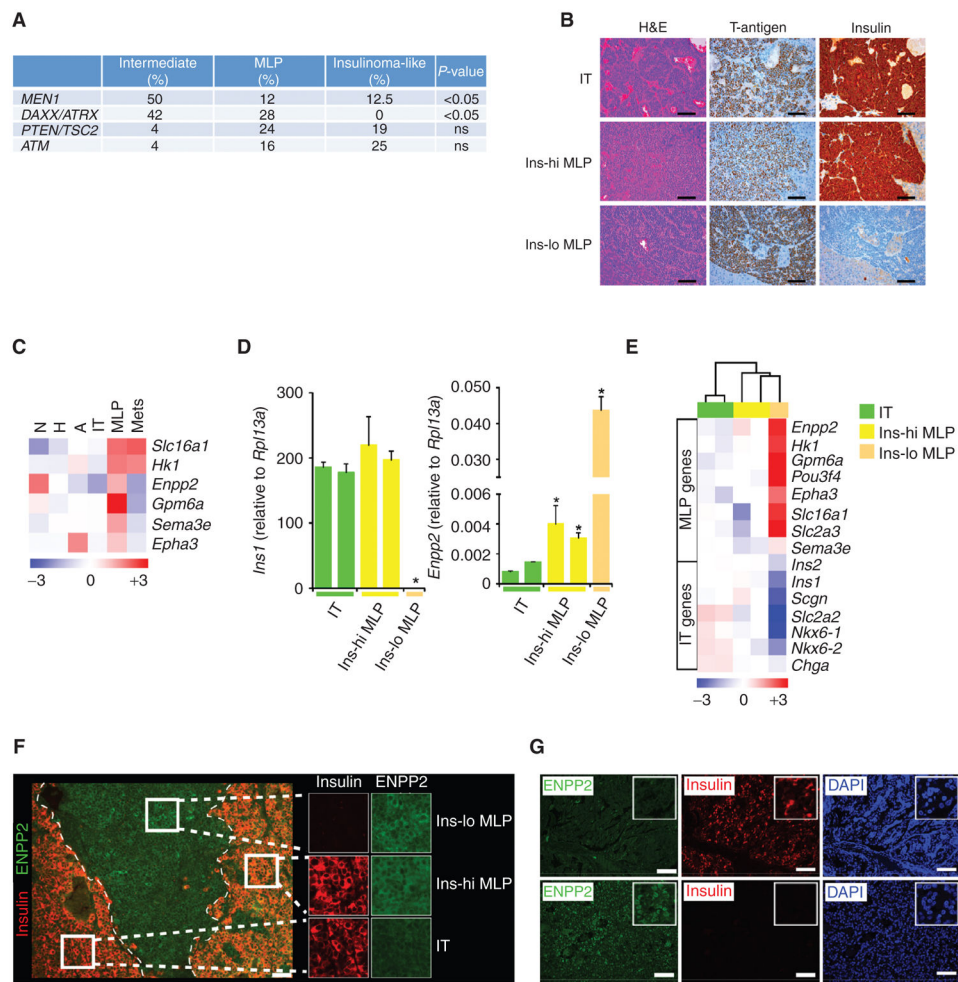 A
Intermediate (%) MLP (%) Insulinoma-like (%) P-value
MEN1 50 12 12.5 <0.05
DAXX/ATRX 42 28 0 <0.05
PTEN/TSC2 4 24 19 ns
ATM 4 16 25 ns
B
H&E T-antigen Insulin
IT
Ins-hi MLP
Ins-lo MLP
C
N H A IT MLP Mets
Slc16a1
Hk1
Enpp2
Gpm6a
Sema3e
Epha3
−3 0 +3
D
Ins1 (relative to Rpl13a)
300
200
100
0
*
IT Ins-hi MLP Ins-lo MLP
Enpp2 (relative to Rpl13a)
0.050
0.040
0.030
0.006
0.004
0.002
0
* * *
IT Ins-hi MLP Ins-lo MLP
E
IT
Ins-hi MLP
Ins-lo MLP
MLP genes
Enpp2
Hk1
Gpm6a
Pou3f4
Epha3
Slc16a1
Slc2a3
Sema3e
IT genes
Ins2
Ins1
Scgn
Slc2a2
Nkx6-1
Nkx6-2
Chga
−3 0 +3
F
Insulin ENPP2
Insulin ENPP2
Ins-lo MLP
Ins-hi MLP
IT
G
ENPP2 Insulin DAPI
ENPP2 Insulin DAPI